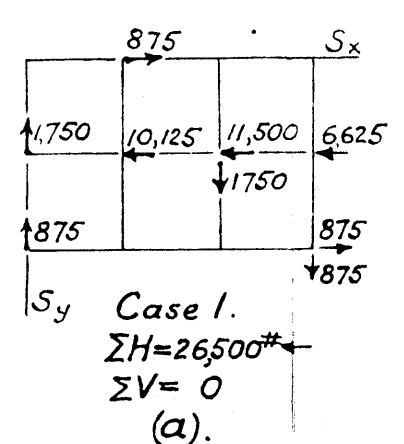 875 Sx
1,750 10,125 11,500 6,625
1750
875 875
875
Sy Case 1.
ΣH=26,500#
ΣV= 0
(a).